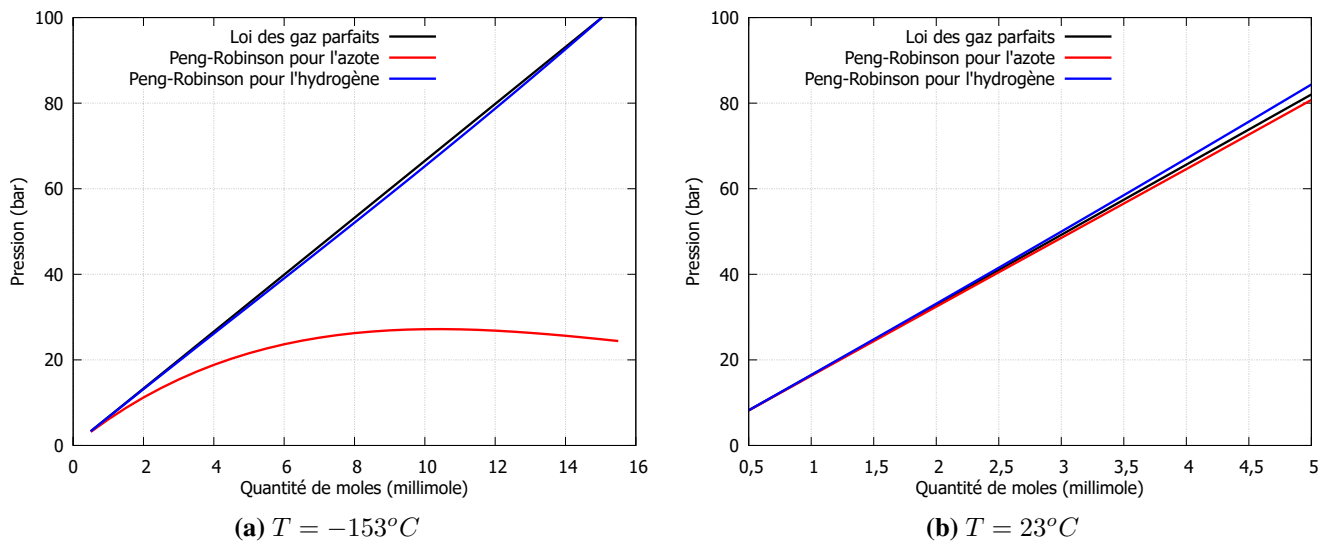 Loi des gaz parfaits
Peng-Robinson pour l'azote
Peng-Robinson pour l'hydrogène
Pression (bar)
100
80
60
40
20
0
0 2 4 6 8 10 12 14 16
Quantité de moles (millimole)
(a) T = −153°C
Loi des gaz parfaits
Peng-Robinson pour l'azote
Peng-Robinson pour l'hydrogène
Pression (bar)
100
80
60
40
20
0
0,5 1 1,5 2 2,5 3 3,5 4 4,5 5
Quantité de moles (millimole)
(b) T = 23°C